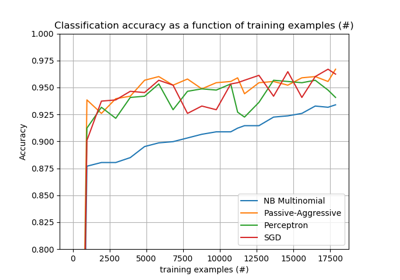 Classification accuracy as a function of training examples (#)
1.000
0.975
0.950
0.925
0.900
0.875
0.850
0.825
0.800
Accuracy
0 2500 5000 7500 10000 12500 15000 17500
training examples (#)
NB Multinomial
Passive-Aggressive
Perceptron
SGD